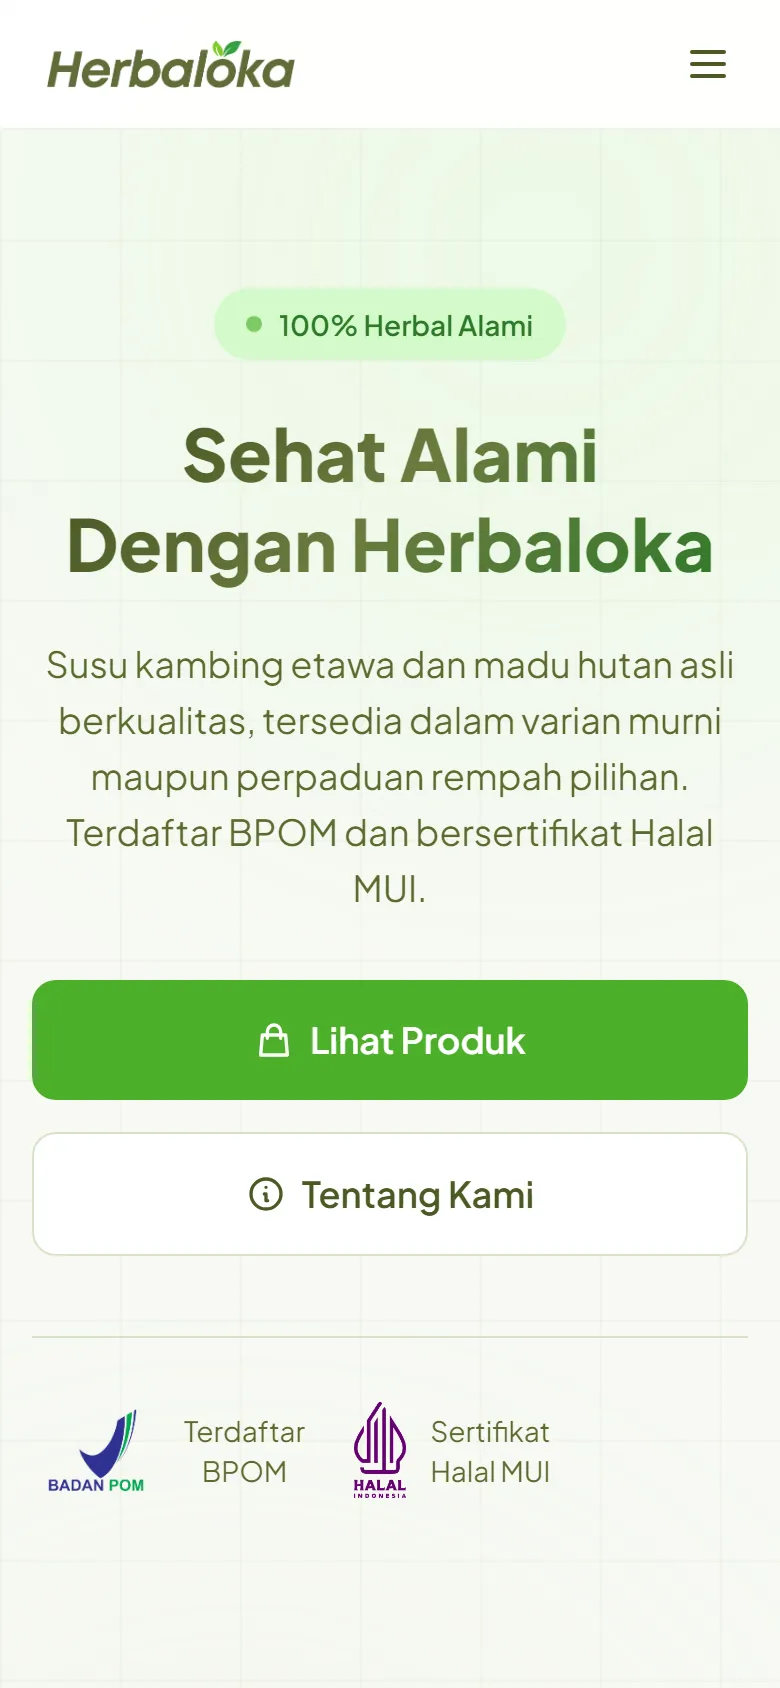 Herbaloka
100% Herbal Alami
Sehat Alami
Dengan Herbaloka
Susu kambing etawa dan madu hutan asli
berkualitas, tersedia dalam varian murni
maupun perpaduan rempah pilihan.
Terdaftar BPOM dan bersertifikat Halal
MUI.
Lihat Produk
Tentang Kami
BADAN POM
Terdaftar
BPOM
HALAL
INDONESIA
Sertifikat
Halal MUI